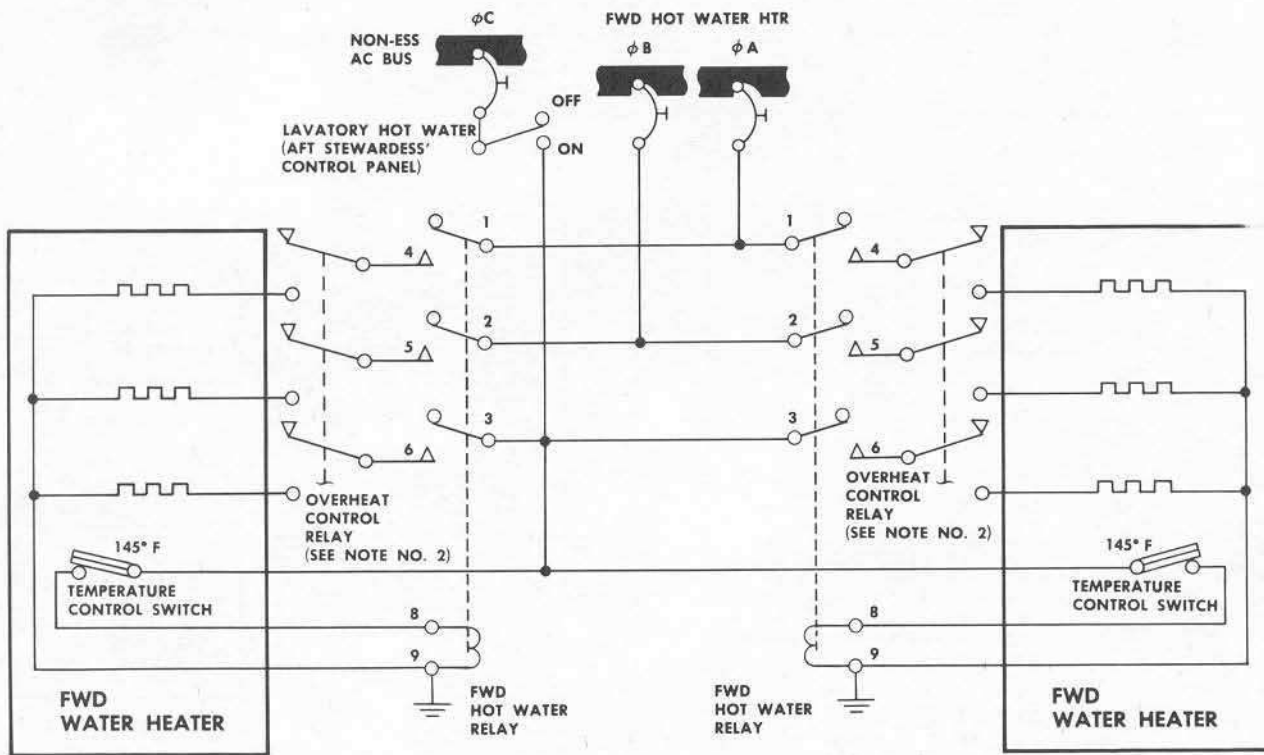 φC
FWD HOT WATER HTR
NON-ESS
AC BUS
φ B
φ A
OFF
LAVATORY HOT WATER
(AFT STEWARDESS'
CONTROL PANEL)
ON
1
1
4
4
2
2
5
5
3
3
6
6
OVERHEAT
CONTROL
RELAY
(SEE NOTE NO. 2)
OVERHEAT
CONTROL
RELAY
(SEE NOTE NO. 2)
145° F
145° F
TEMPERATURE
CONTROL SWITCH
TEMPERATURE
CONTROL SWITCH
8
8
9
9
FWD
WATER HEATER
FWD
HOT WATER
RELAY
FWD
HOT WATER
RELAY
FWD
WATER HEATER